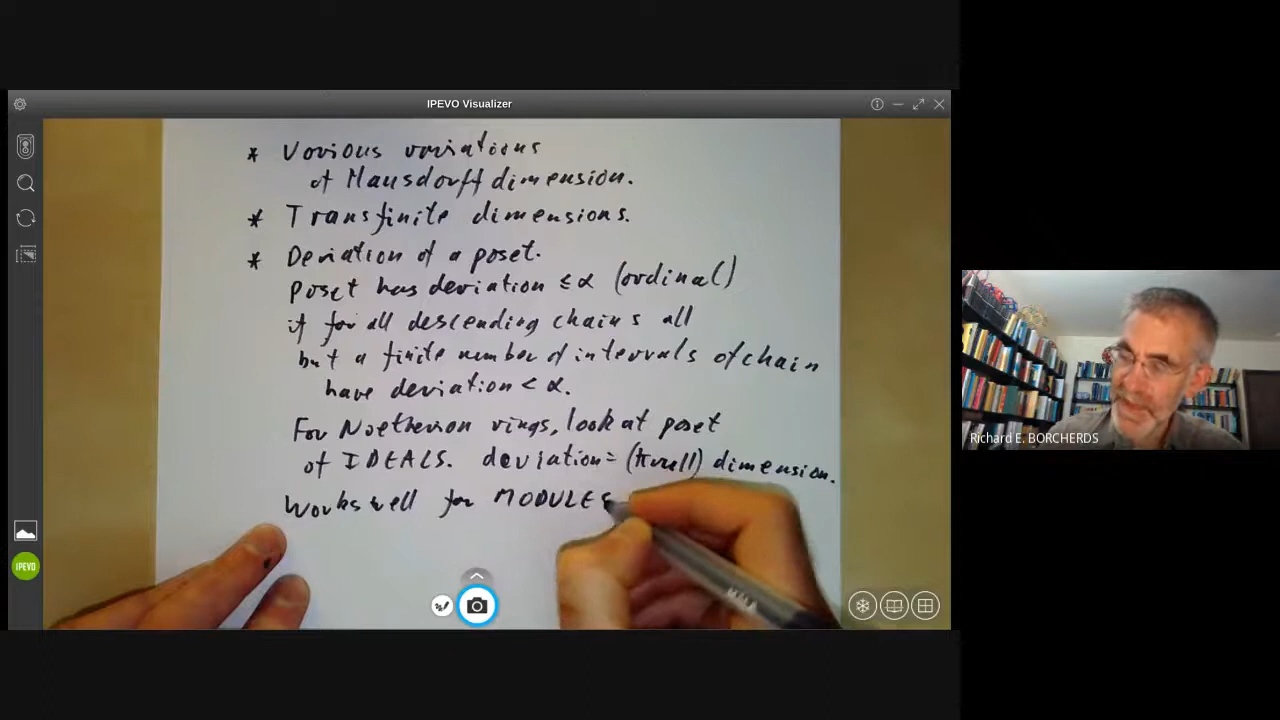 IPEVO Visualizer
* Various variations
of Hausdorff dimension.
* Transfinite dimensions.
* Deviation of a poset.
Poset has deviation ≤ α (ordinal)
if for all descending chains all
but a finite number of intervals of chain
have deviation < α.
For Noetherian rings, look at poset
of IDEALS. deviation = (Krull) dimension.
Works well for MODULES
Richard E. BORCHERDS
IPEVO